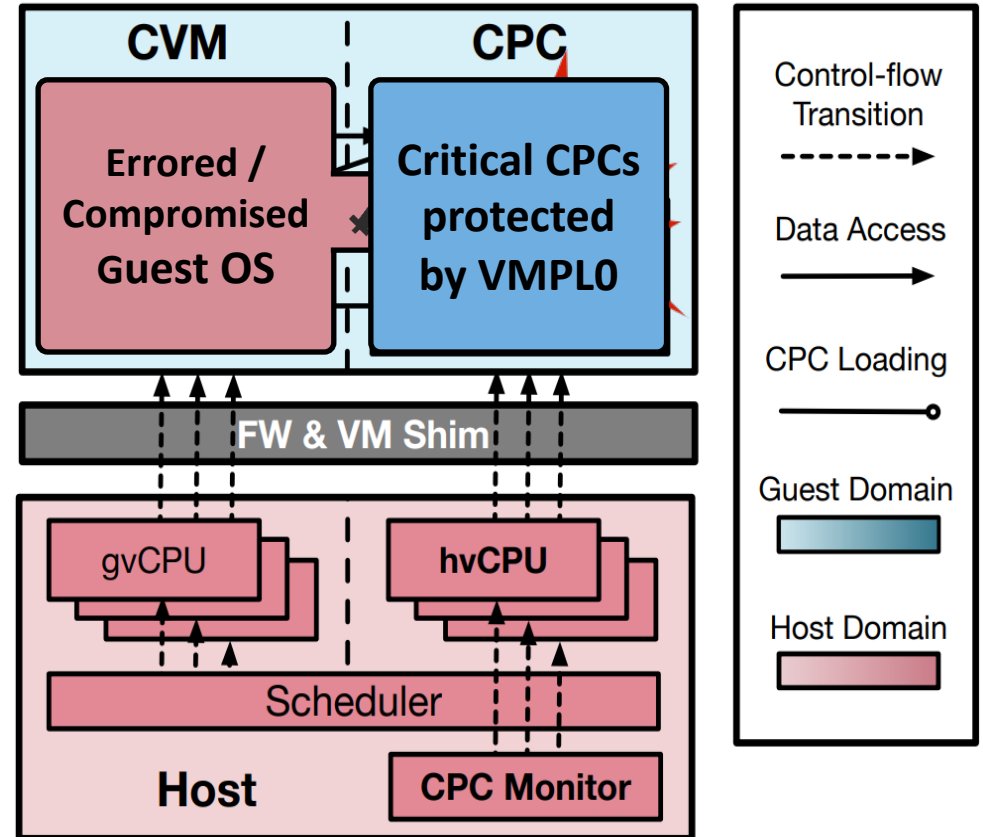 CVM
CPC
Errored /
Compromised
Guest OS
Critical CPCs
protected
by VMPL0
FW & VM Shim
gvCPU
hvCPU
Scheduler
Host
CPC Monitor
Control-flow
Transition
Data Access
CPC Loading
Guest Domain
Host Domain